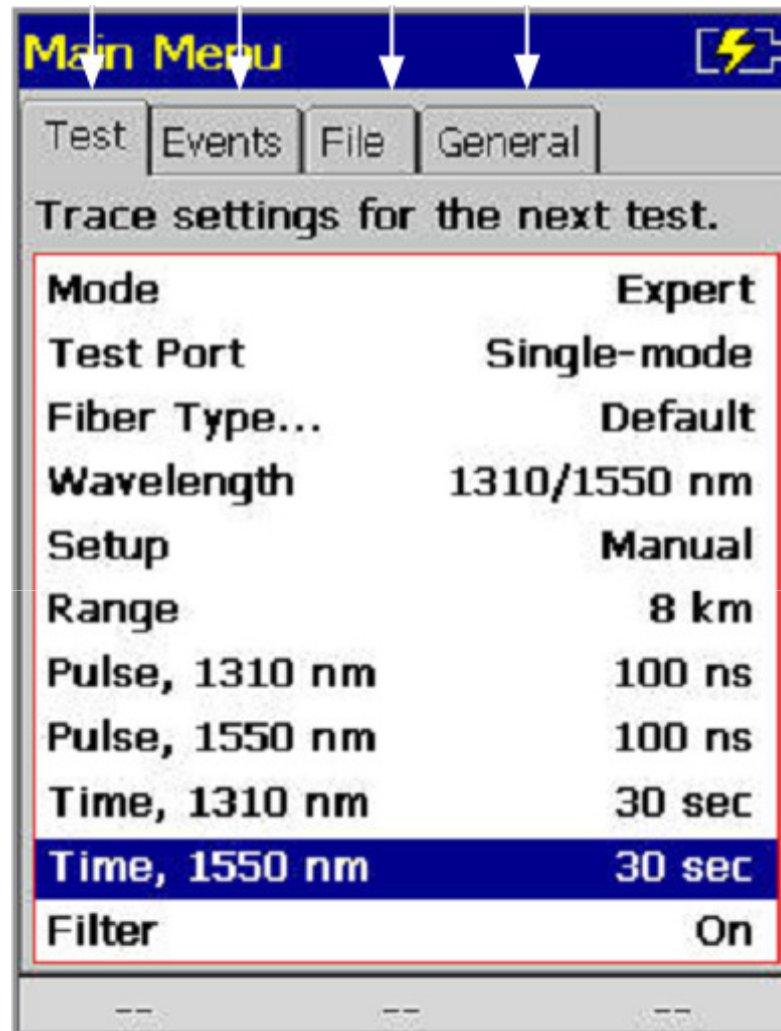 Main Menu
Test Events File General
Trace settings for the next test.
Mode Expert
Test Port Single-mode
Fiber Type... Default
Wavelength 1310/1550 nm
Setup Manual
Range 8 km
Pulse, 1310 nm 100 ns
Pulse, 1550 nm 100 ns
Time, 1310 nm 30 sec
Time, 1550 nm 30 sec
Filter On
-- -- --